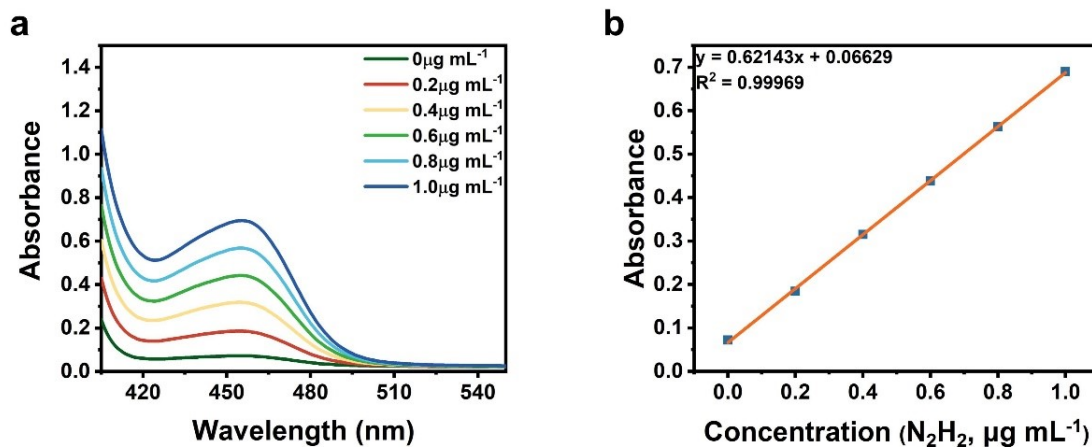 a
Absorbance
1.4
1.2
1.0
0.8
0.6
0.4
0.2
0.0
0μg mL⁻¹
0.2μg mL⁻¹
0.4μg mL⁻¹
0.6μg mL⁻¹
0.8μg mL⁻¹
1.0μg mL⁻¹
420 450 480 510 540
Wavelength (nm)
b
Absorbance
0.7
0.6
0.5
0.4
0.3
0.2
0.1
0.0
y = 0.62143x + 0.06629
R² = 0.99969
0.0 0.2 0.4 0.6 0.8 1.0
Concentration (N₂H₂, μg mL⁻¹)